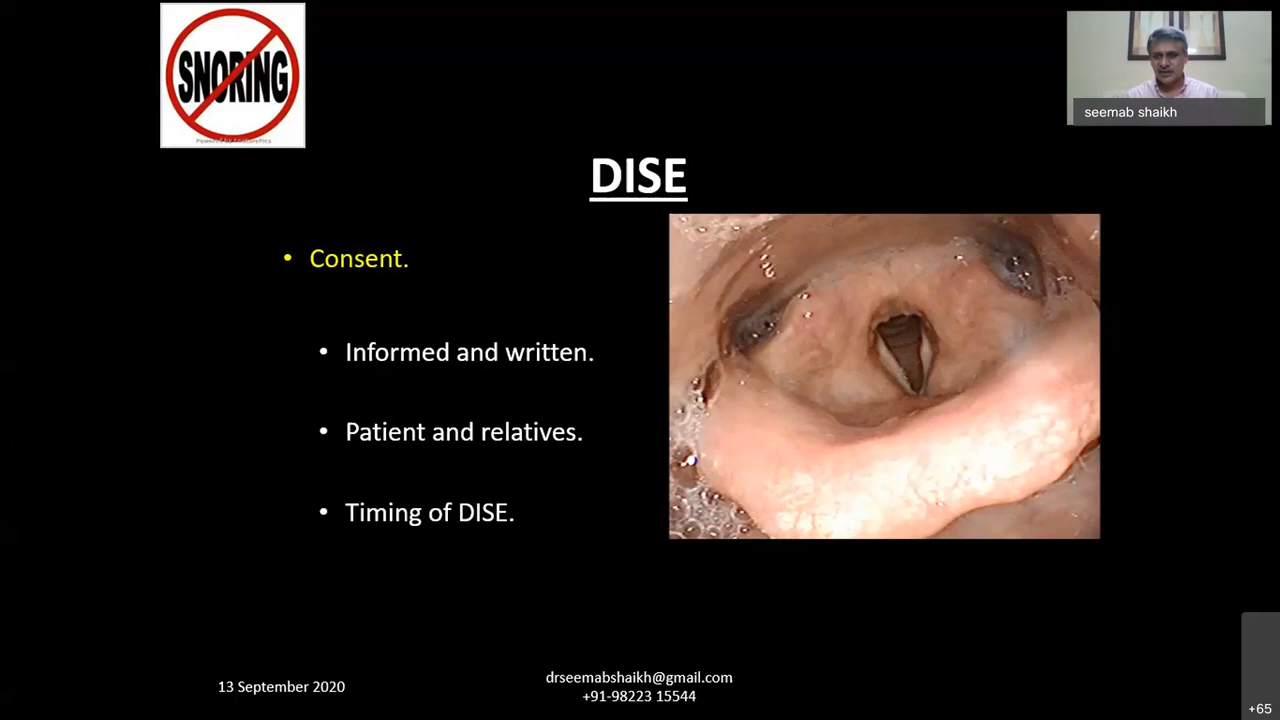 SNORING
seemab shaikh
DISE
• Consent.
• Informed and written.
• Patient and relatives.
• Timing of DISE.
13 September 2020
drseemabshaikh@gmail.com
+91-98223 15544
+65